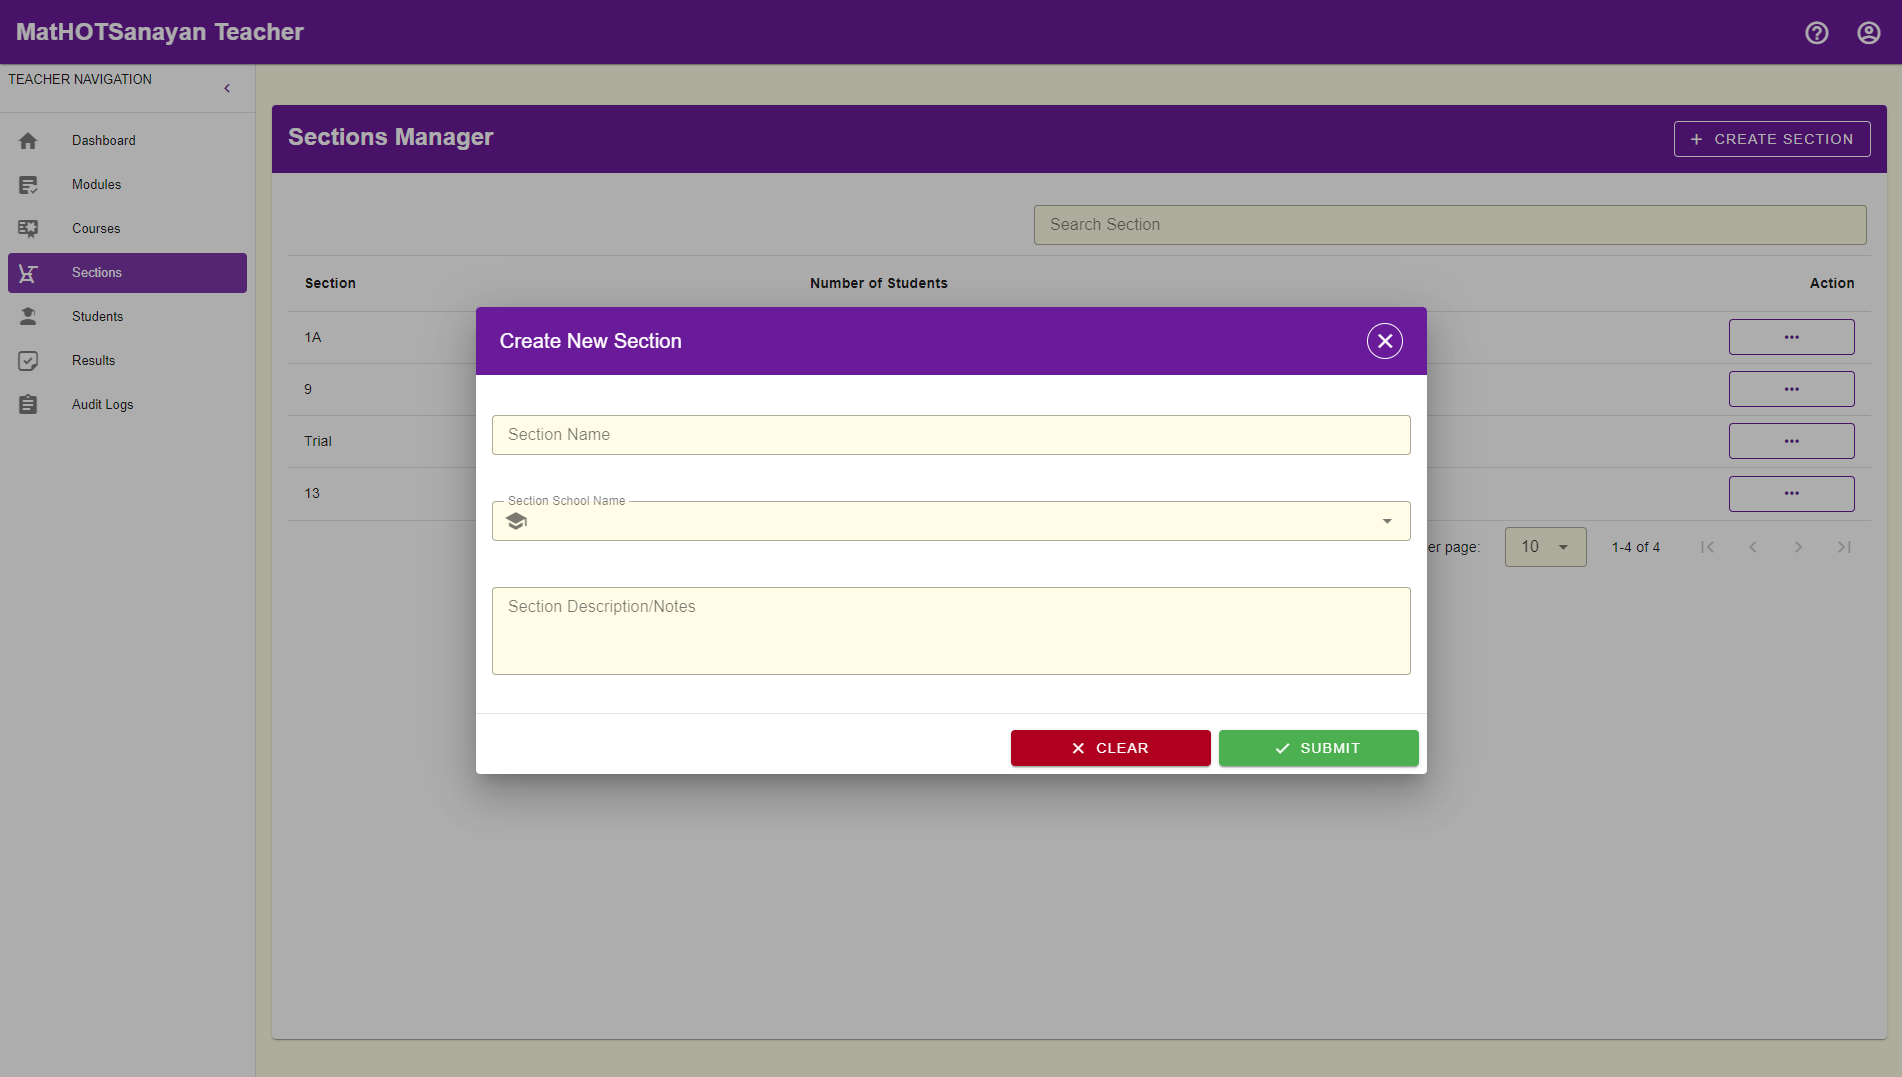 MatHOTSanayan Teacher
TEACHER NAVIGATION
Dashboard
Modules
Courses
Sections
Students
Results
Audit Logs
Sections Manager
CREATE SECTION
Search Section
Section Number of Students Action
1A
9
Trial
13
er page: 10 1-4 of 4
Create New Section
Section Name
Section School Name
Section Description/Notes
CLEAR SUBMIT